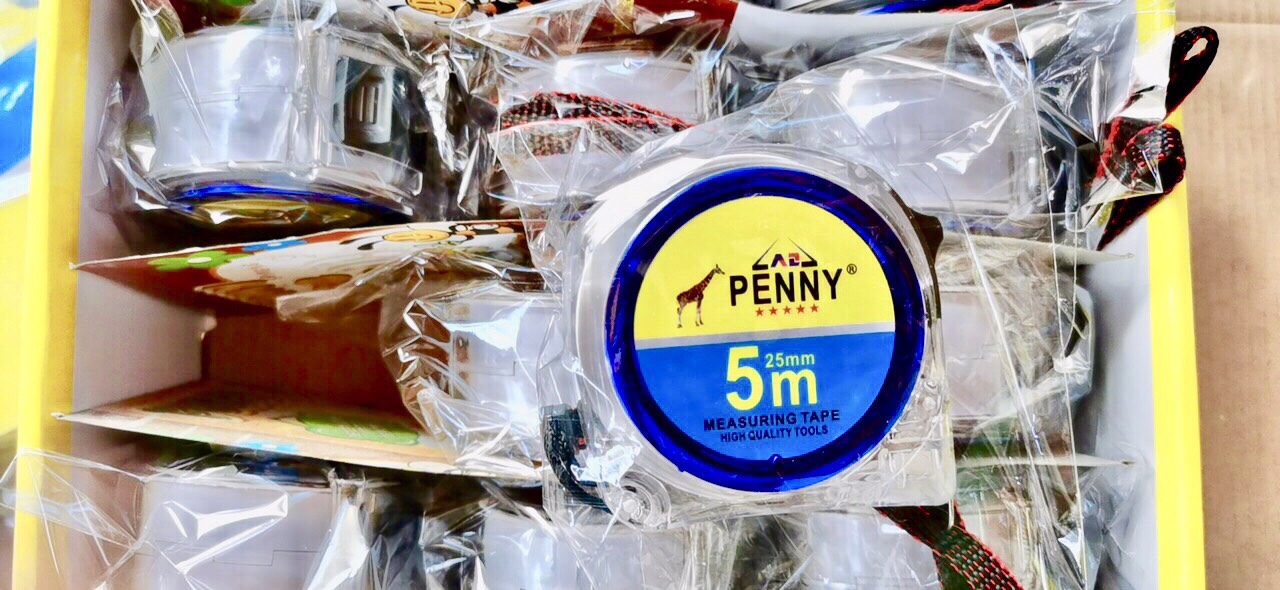 PENNY®
5m
25mm
MEASURING TAPE
HIGH QUALITY TOOLS